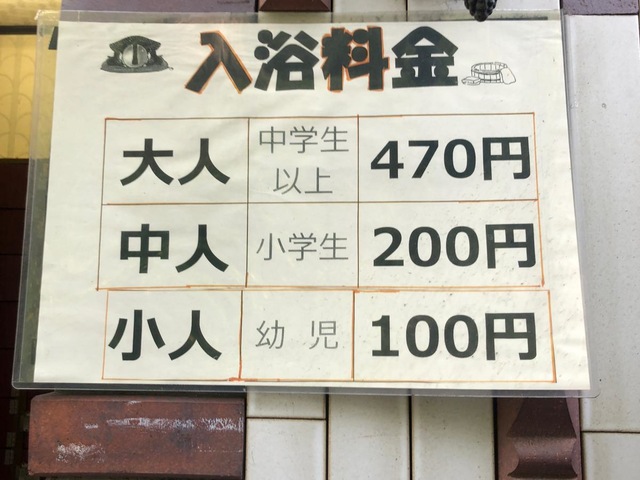 入浴料金
大人 中学生以上 470円
中人 小学生 200円
小人 幼児 100円